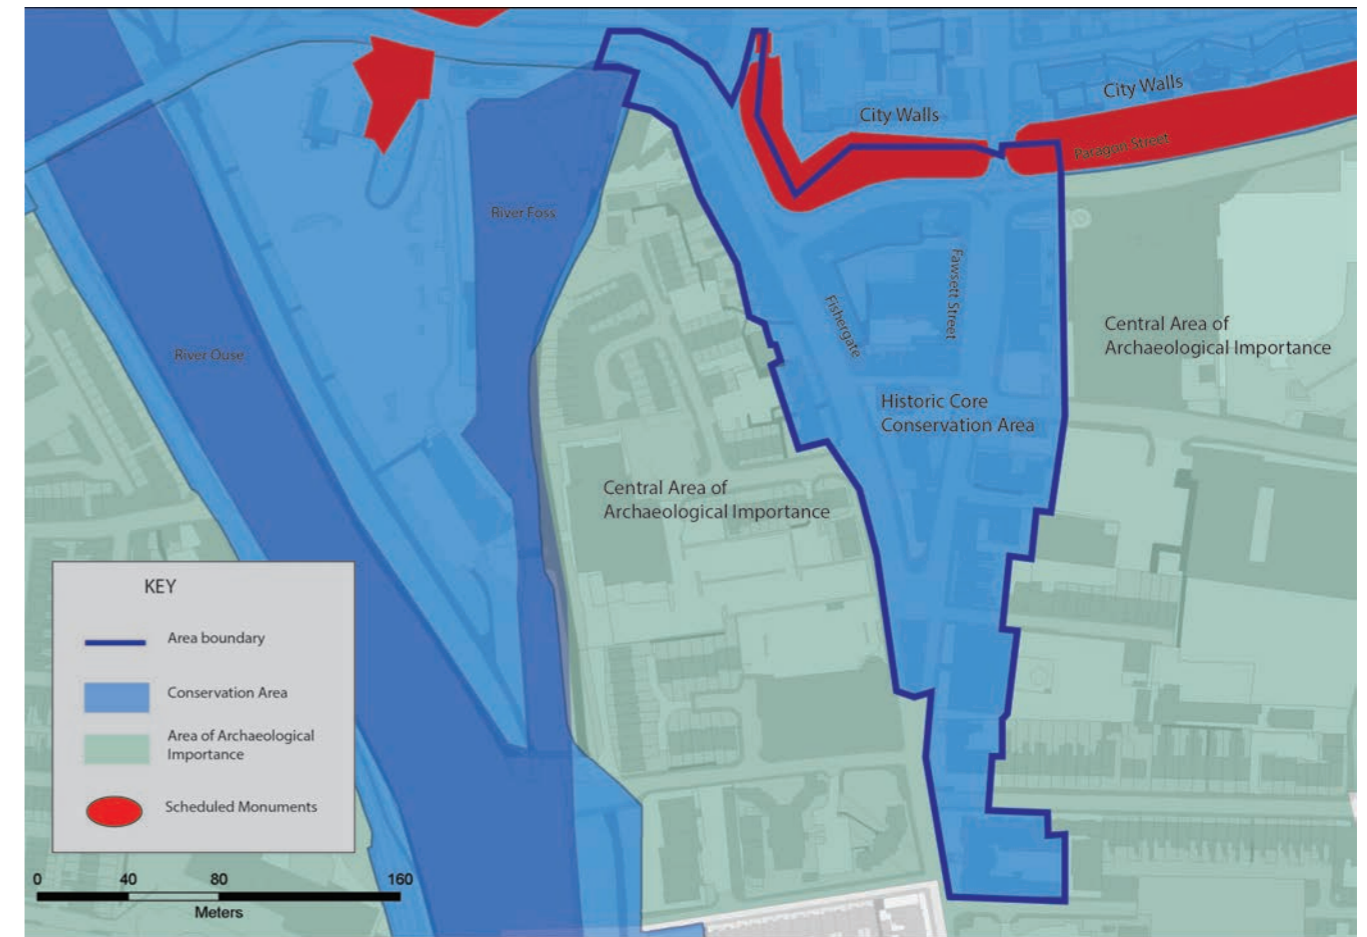 City Walls
City Walls
Paragon Street
River Foss
Fawsett Street
Fishergate
River Ouse
Central Area of
Archaeological Importance
Historic Core
Conservation Area
Central Area of
Archaeological Importance
KEY
Area boundary
Conservation Area
Area of Archaeological
Importance
Scheduled Monuments
0 40 80 160
Meters